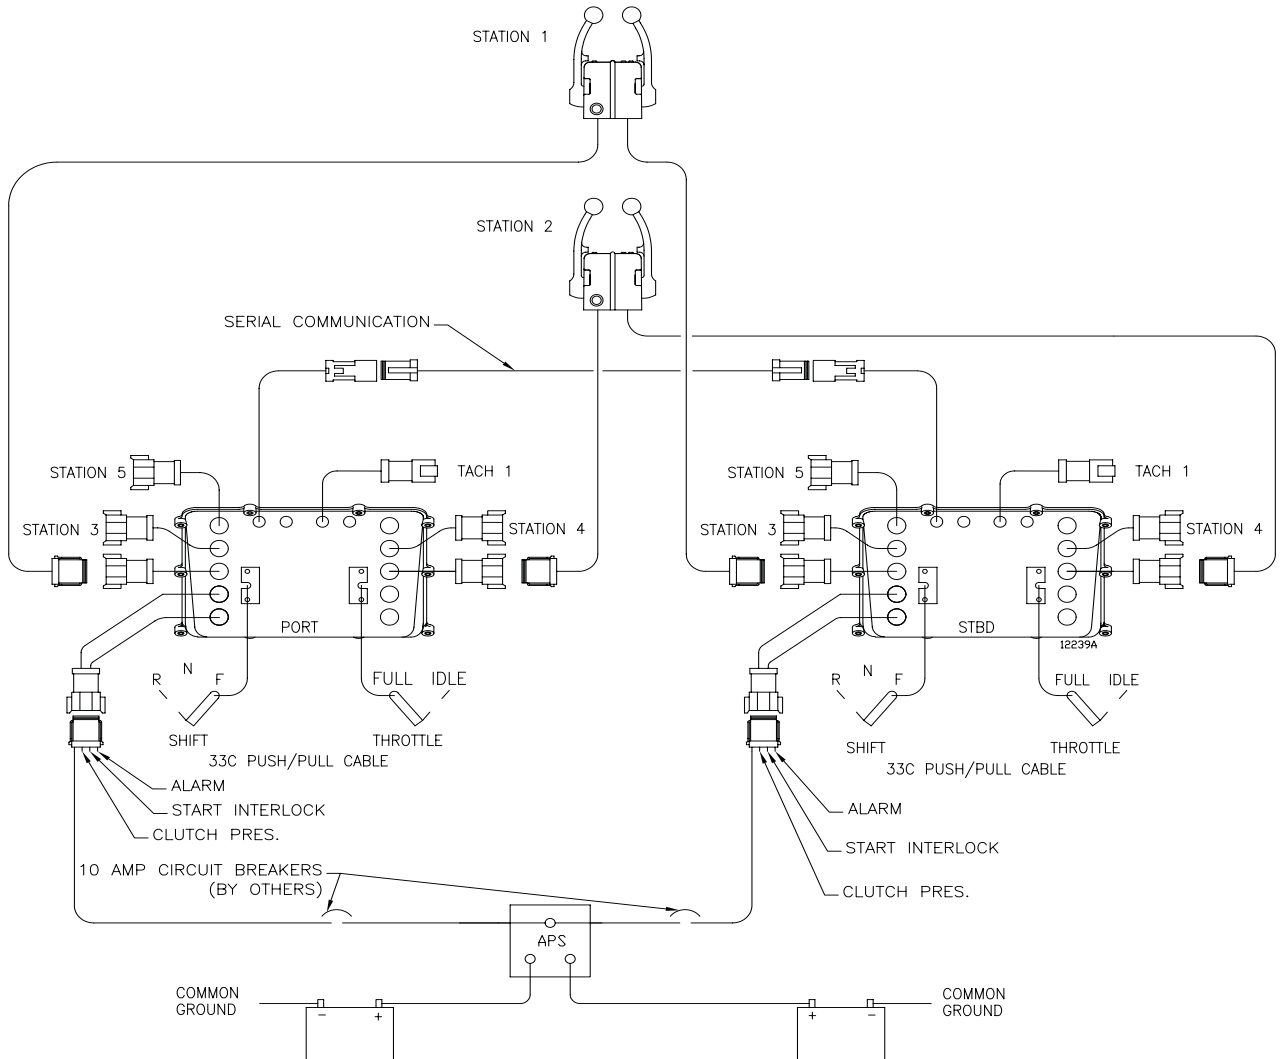 STATION 1
STATION 2
SERIAL COMMUNICATION
STATION 5
TACH 1
STATION 5
TACH 1
STATION 3
STATION 4
STATION 3
STATION 4
PORT
STBD
12239A
R N F
FULL IDLE
R N F
FULL IDLE
SHIFT
THROTTLE
SHIFT
THROTTLE
33C PUSH/PULL CABLE
33C PUSH/PULL CABLE
ALARM
START INTERLOCK
CLUTCH PRES.
ALARM
START INTERLOCK
CLUTCH PRES.
10 AMP CIRCUIT BREAKERS
(BY OTHERS)
APS
COMMON
GROUND
- +
+ -
COMMON
GROUND